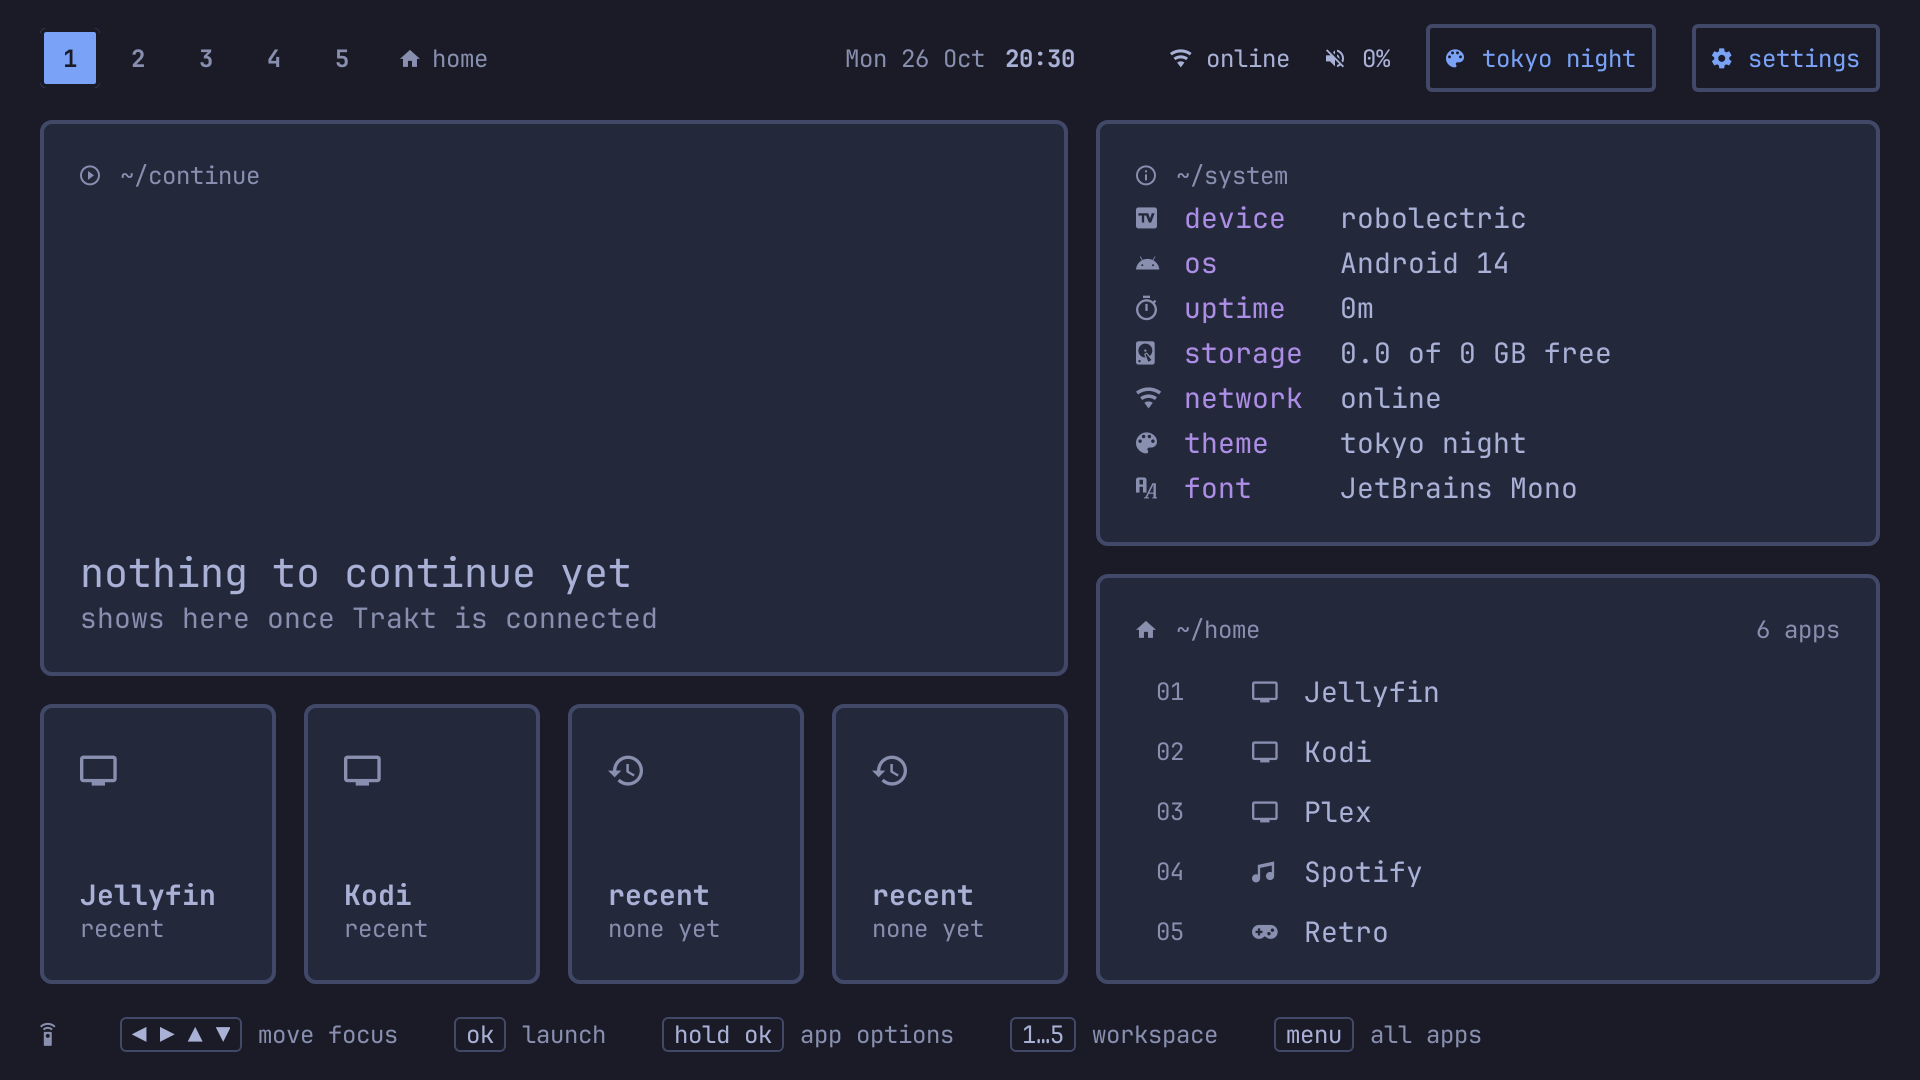 1 2 3 4 5 home
Mon 26 Oct 20:30
online 0% tokyo night settings
~/continue
nothing to continue yet
shows here once Trakt is connected
~/system
TV device robolectric
os Android 14
uptime 0m
storage 0.0 of 0 GB free
network online
theme tokyo night
font JetBrains Mono
Jellyfin
recent
Kodi
recent
recent
none yet
recent
none yet
~/home 6 apps
01 Jellyfin
02 Kodi
03 Plex
04 Spotify
05 Retro
◀ ▶ ▲ ▼ move focus ok launch hold ok app options 1…5 workspace menu all apps